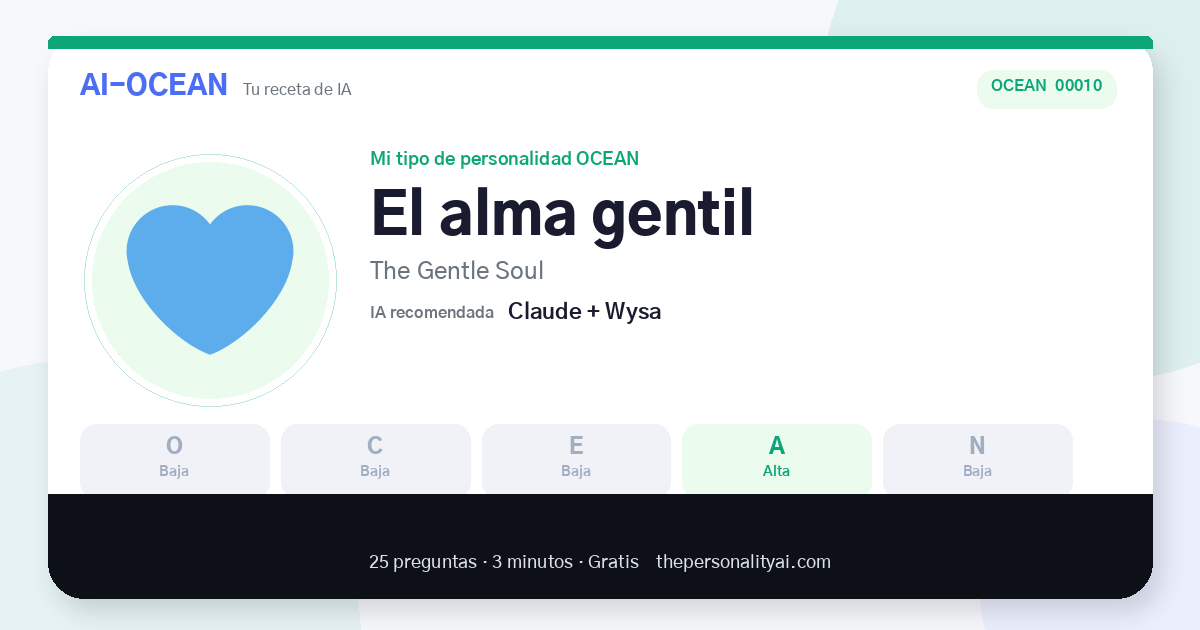 AI-OCEAN Tu receta de IA
OCEAN 00010
Mi tipo de personalidad OCEAN
El alma gentil
The Gentle Soul
IA recomendada Claude + Wysa
O C E A N
Baja Baja Baja Alta Baja
25 preguntas · 3 minutos · Gratis thepersonalityai.com